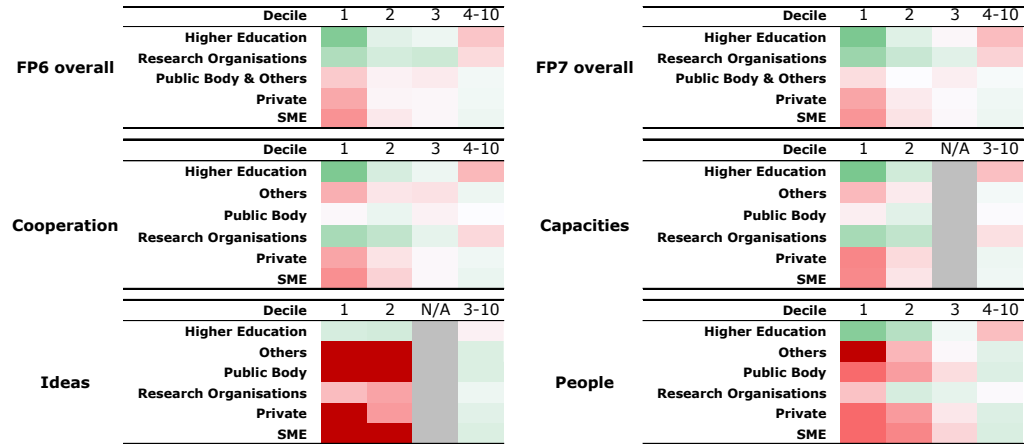 Decile 1 2 3 4-10
Higher Education
Research Organisations
FP6 overall
Public Body & Others
Private
SME
Decile 1 2 3 4-10
Higher Education
Research Organisations
FP7 overall
Public Body & Others
Private
SME
Decile 1 2 3 4-10
Higher Education
Others
Public Body
Cooperation
Research Organisations
Private
SME
Decile 1 2 N/A 3-10
Higher Education
Others
Public Body
Capacities
Research Organisations
Private
SME
Decile 1 2 N/A 3-10
Higher Education
Others
Public Body
Ideas
Research Organisations
Private
SME
Decile 1 2 3 4-10
Higher Education
Others
Public Body
People
Research Organisations
Private
SME